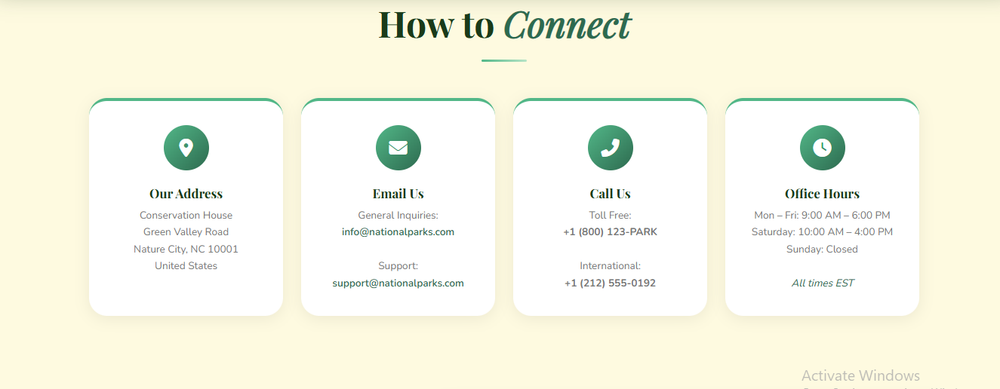 How to Connect
Our Address
Conservation House
Green Valley Road
Nature City, NC 10001
United States
Email Us
General Inquiries:
info@nationalparks.com
Support:
support@nationalparks.com
Call Us
Toll Free:
+1 (800) 123-PARK
International:
+1 (212) 555-0192
Office Hours
Mon – Fri: 9:00 AM – 6:00 PM
Saturday: 10:00 AM – 4:00 PM
Sunday: Closed
All times EST
Activate Windows